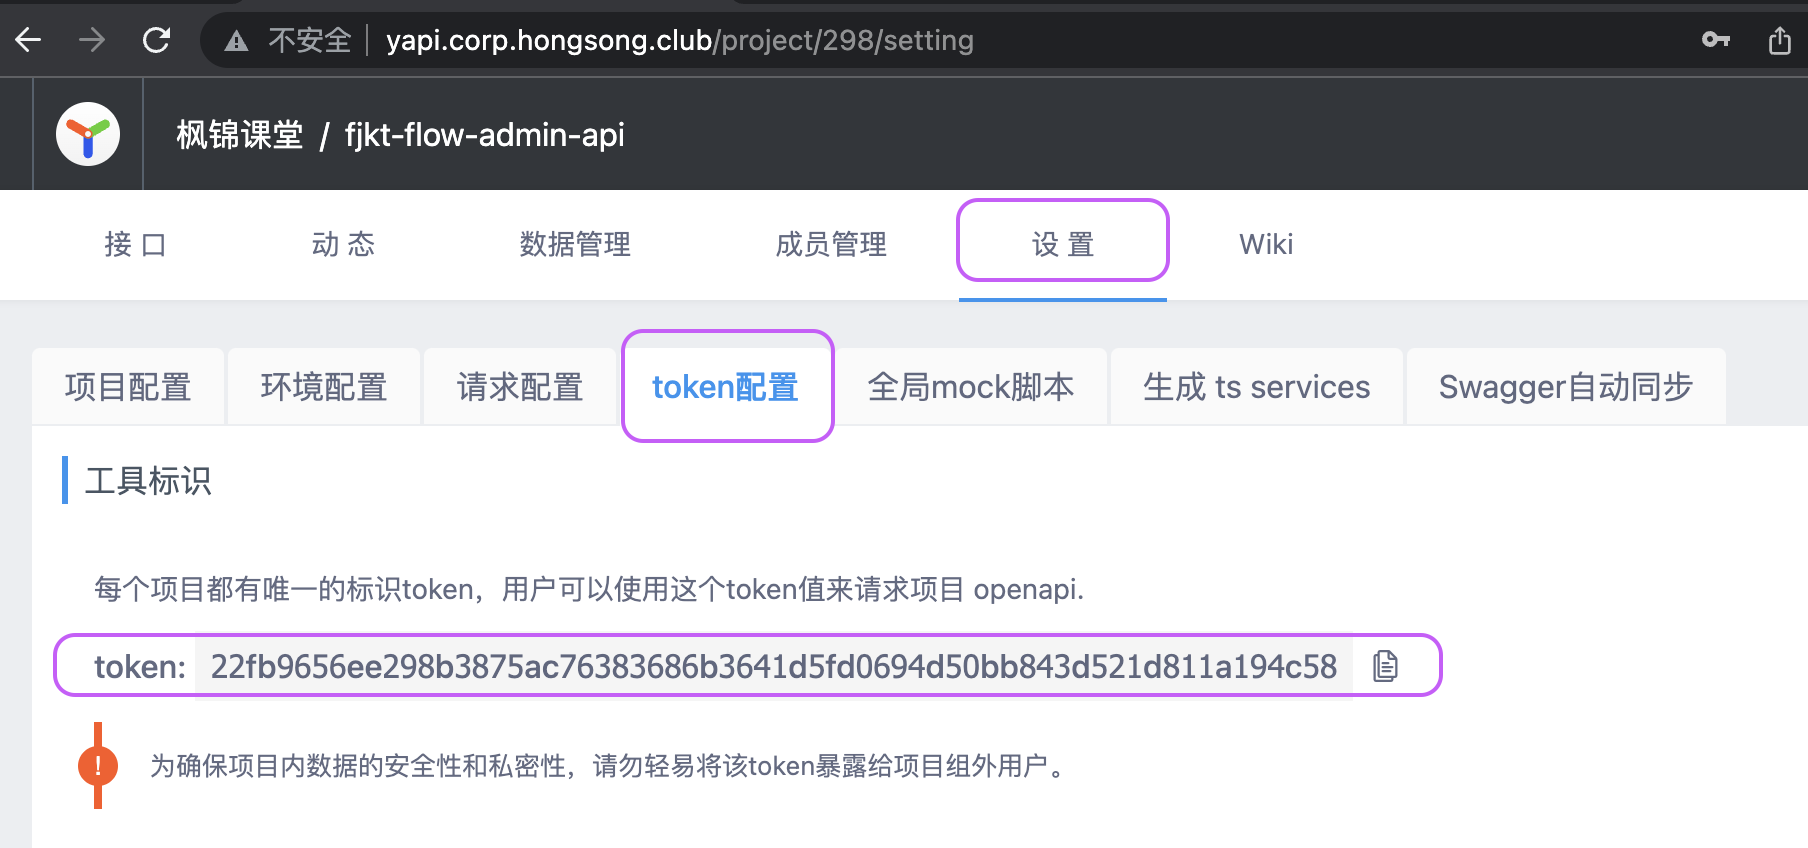 不安全 yapi.corp.hongsong.club/project/298/setting
枫锦课堂 / fjkt-flow-admin-api
接 口 动 态 数据管理 成员管理 设 置 Wiki
项目配置 环境配置 请求配置 token配置 全局mock脚本 生成 ts services Swagger自动同步
工具标识
每个项目都有唯一的标识token，用户可以使用这个token值来请求项目 openapi.
token: 22fb9656ee298b3875ac76383686b3641d5fd0694d50bb843d521d811a194c58
为确保项目内数据的安全性和私密性，请勿轻易将该token暴露给项目组外用户。